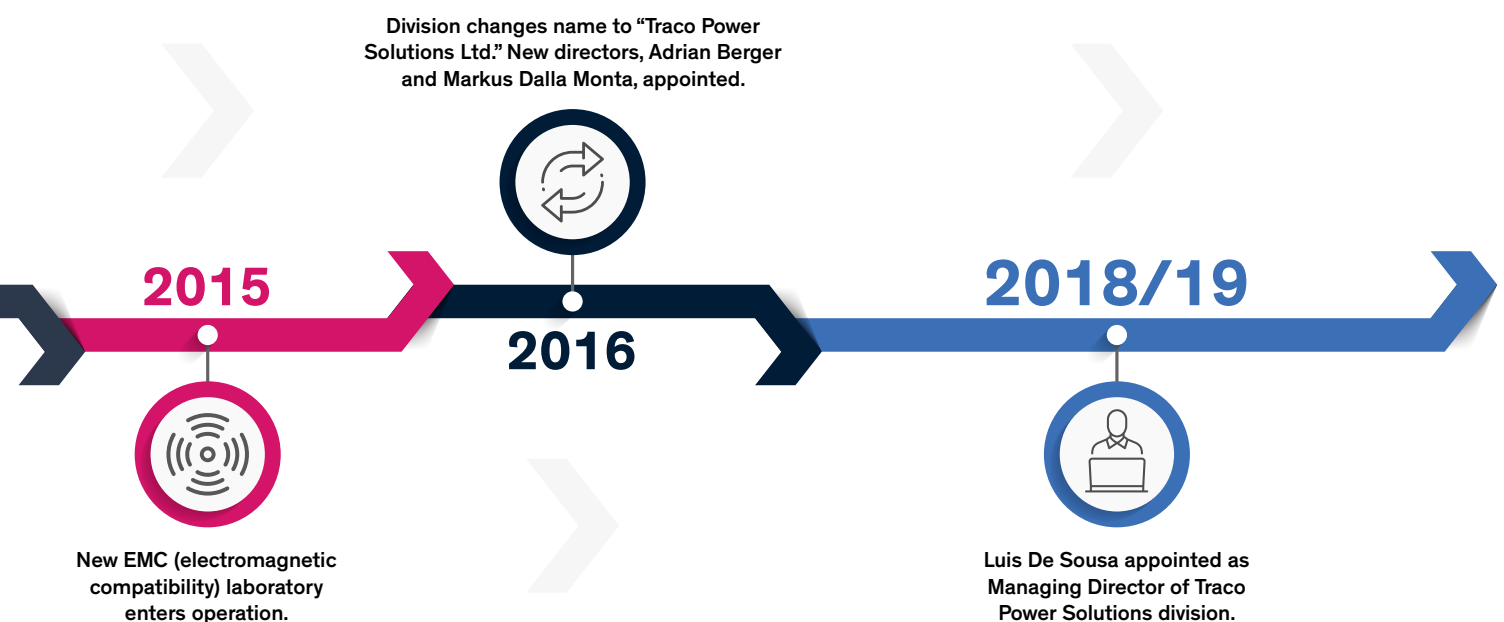 Division changes name to “Traco Power
Solutions Ltd.” New directors, Adrian Berger
and Markus Dalla Monta, appointed.
2015
2016
2018/19
New EMC (electromagnetic
compatibility) laboratory
enters operation.
Luis De Sousa appointed as
Managing Director of Traco
Power Solutions division.